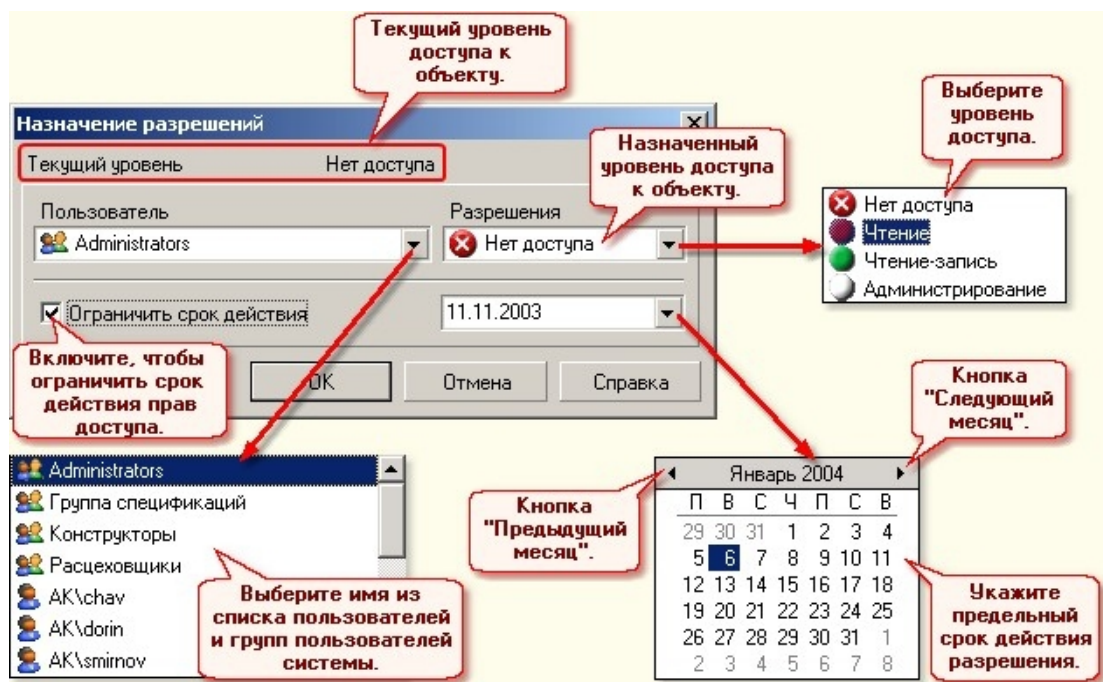 Текущий уровень
доступа к
объекту.
Выберите
уровень
доступа.
Назначение разрешений
Текущий уровень Нет доступа
Назначенный
уровень доступа
к объекту.
Пользователь Разрешения
Administrators Нет доступа
Нет доступа
Чтение
Чтение-запись
Администрирование
Ограничить срок действия 11.11.2003
Включите, чтобы
ограничить срок
действия прав
доступа.
OK Отмена Справка
Кнопка
"Следующий
месяц".
Administrators
Группа спецификаций
Конструкторы
Расцеховщики
AK\chav
AK\dorin
AK\smirnov
Выберите имя из
списка пользователей
и групп пользователей
системы.
Кнопка
"Предыдущий
месяц".
Январь 2004
П В С Ч П С В
29 30 31 1 2 3 4
5 6 7 8 9 10 11
12 13 14 15 16 17 18
19 20 21 22 23 24 25
26 27 28 29 30 31 1
2 3 4 5 6 7 8
Укажите
предельный
срок действия
разрешения.